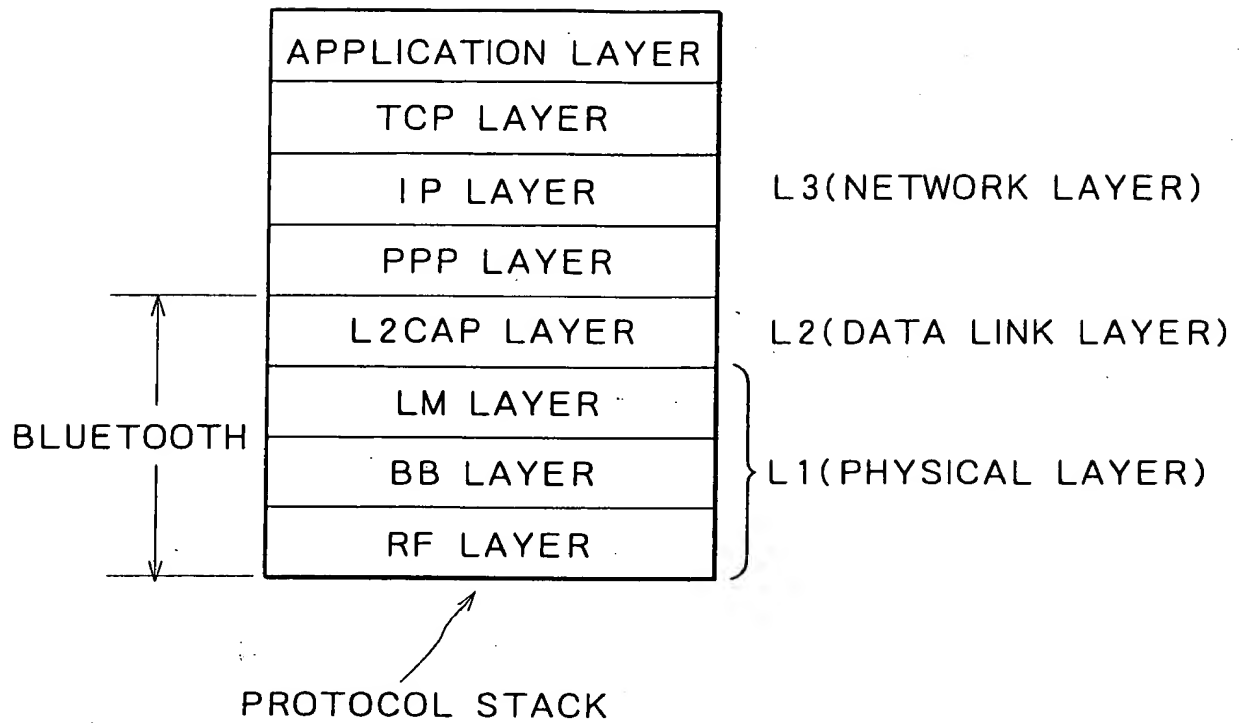 APPLICATION LAYER
TCP LAYER
IP LAYER
L3(NETWORK LAYER)
PPP LAYER
L2CAP LAYER
L2(DATA LINK LAYER)
LM LAYER
BLUETOOTH
BB LAYER
L1(PHYSICAL LAYER)
RF LAYER
PROTOCOL STACK